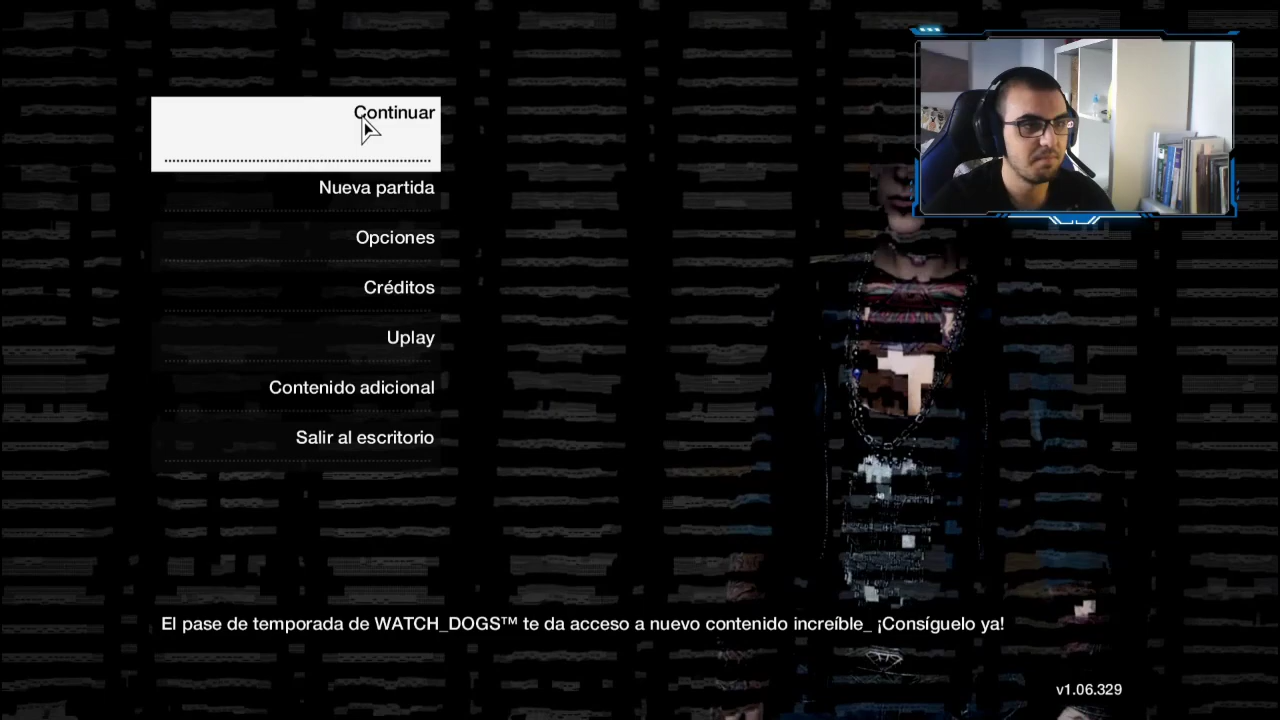 Continuar
Nueva partida
Opciones
Créditos
Uplay
Contenido adicional
Salir al escritorio
El pase de temporada de WATCH_DOGS™ te da acceso a nuevo contenido increíble_ ¡Consíguelo ya!
v1.06.329